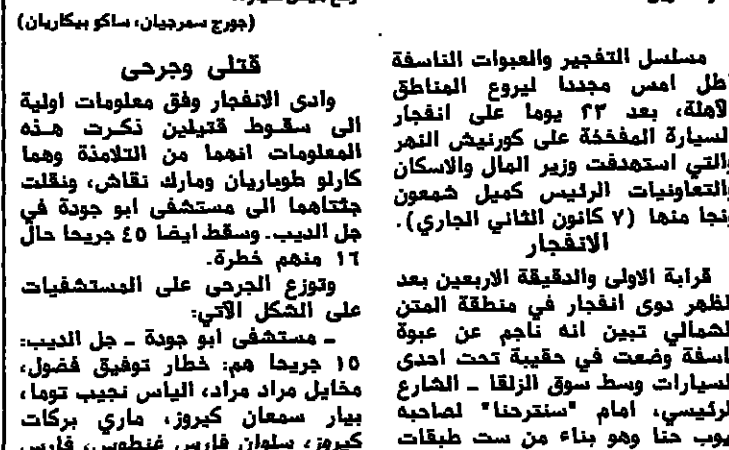 مسلسل التفجير والعبوات الناسفة
اطل امس مجددا ليروع المناطق
الآهلة، بعد ٢٣ يوما على انفجار
السيارة المفخخة على كورنيش النهر
والتي استهدفت وزير المال والاسكان
والتعاونيات الرئيس كميل شمعون
ونجا منها (٧ كانون الثاني الجاري).
الانفجار
قرابة الاولى والدقيقة الاربعين بعد
الظهر دوى انفجار في منطقة المتن
الشمالي تبين انه ناجم عن عبوة
ناسفة وضعت في حقيبة تحت احدى
السيارات وسط سوق الزلقا ـ الشارع
الرئيسي، امام "سنترحنا" لصاحبه
ايوب حنا وهو بناء من ست طبقات
(جورج سمرجيان، ساكو بيكاريان)
قتلى وجرحى
وادى الانفجار وفق معلومات اولية
الى سقوط قتيلين ذكرت هذه
المعلومات انهما من التلامذة وهما
كارلو طوباريان ومارك نقاش، ونقلت
جثتاهما الى مستشفى ابو جودة في
جل الديب. وسقط ايضا ٤٥ جريحا حال
١٦ منهم خطرة.
وتوزع الجرحى على المستشفيات
على الشكل الآتي:
ـ مستشفى ابو جودة ـ جل الديب:
١٥ جريحا هم: خطار توفيق فضول،
مخايل مراد مراد، الياس نجيب توما،
بيار سمعان كيروز، ماري بركات
كيروز، سلوان فارس غنطوس، فارس